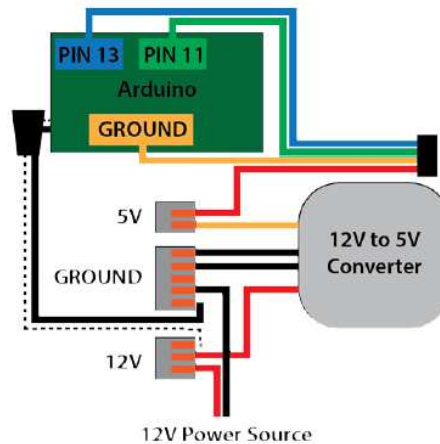 PIN 13 PIN 11
Arduino
GROUND
5V
12V to 5V
Converter
GROUND
12V
12V Power Source